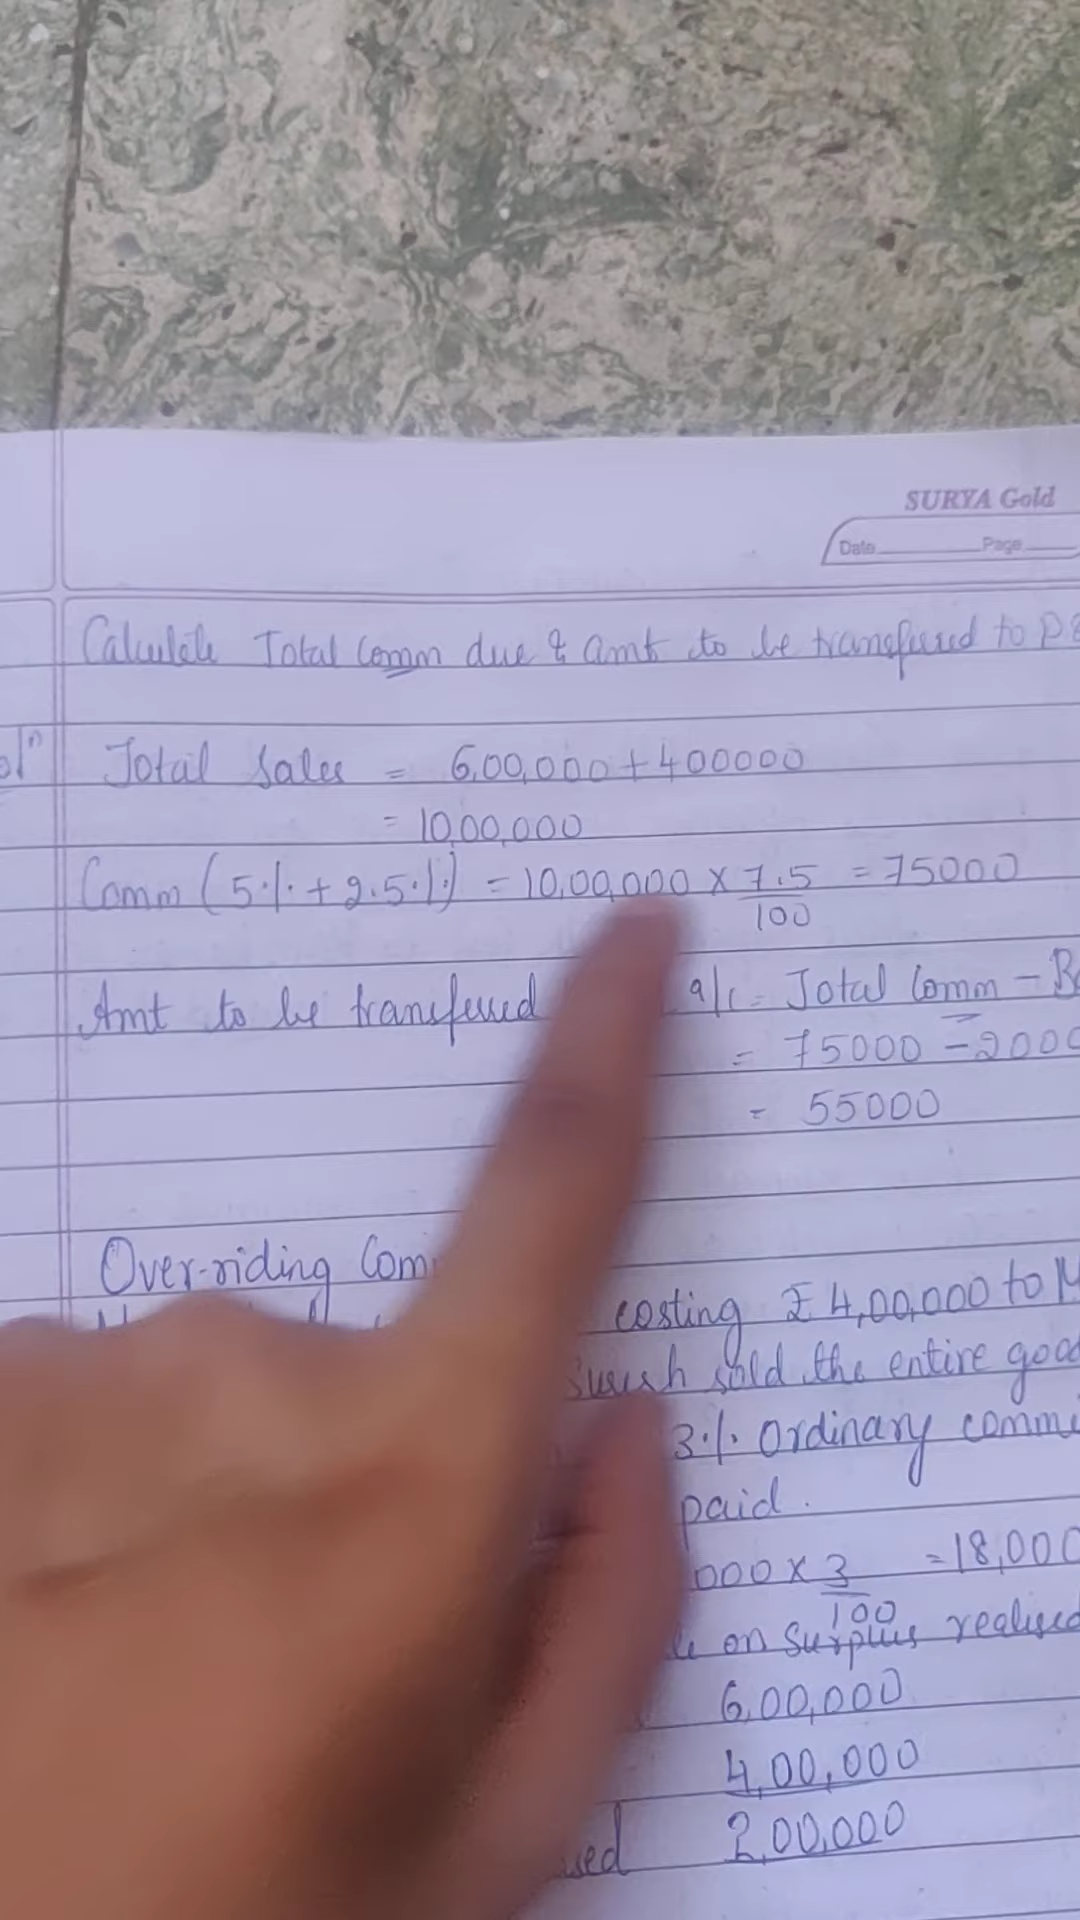 SURYA Gold
Date Page
Calculate Total Comm due & Amt to be transferred to P&
Total Sales = 6,00,000 + 400000
= 10,00,000
Comm (5% + 2.5%) = 10,00,000 × 7.5 = 75000
100
Amt to be transferred a/c = Total Comm - B
= 75000 - 2000
= 55000
Over-riding Com
costing ₹ 4,00,000 to M
Suresh sold the entire good
3% Ordinary commi
paid.
000 × 3 = 18,000
100
on Surplus realised
6,00,000
4,00,000
2,00,000